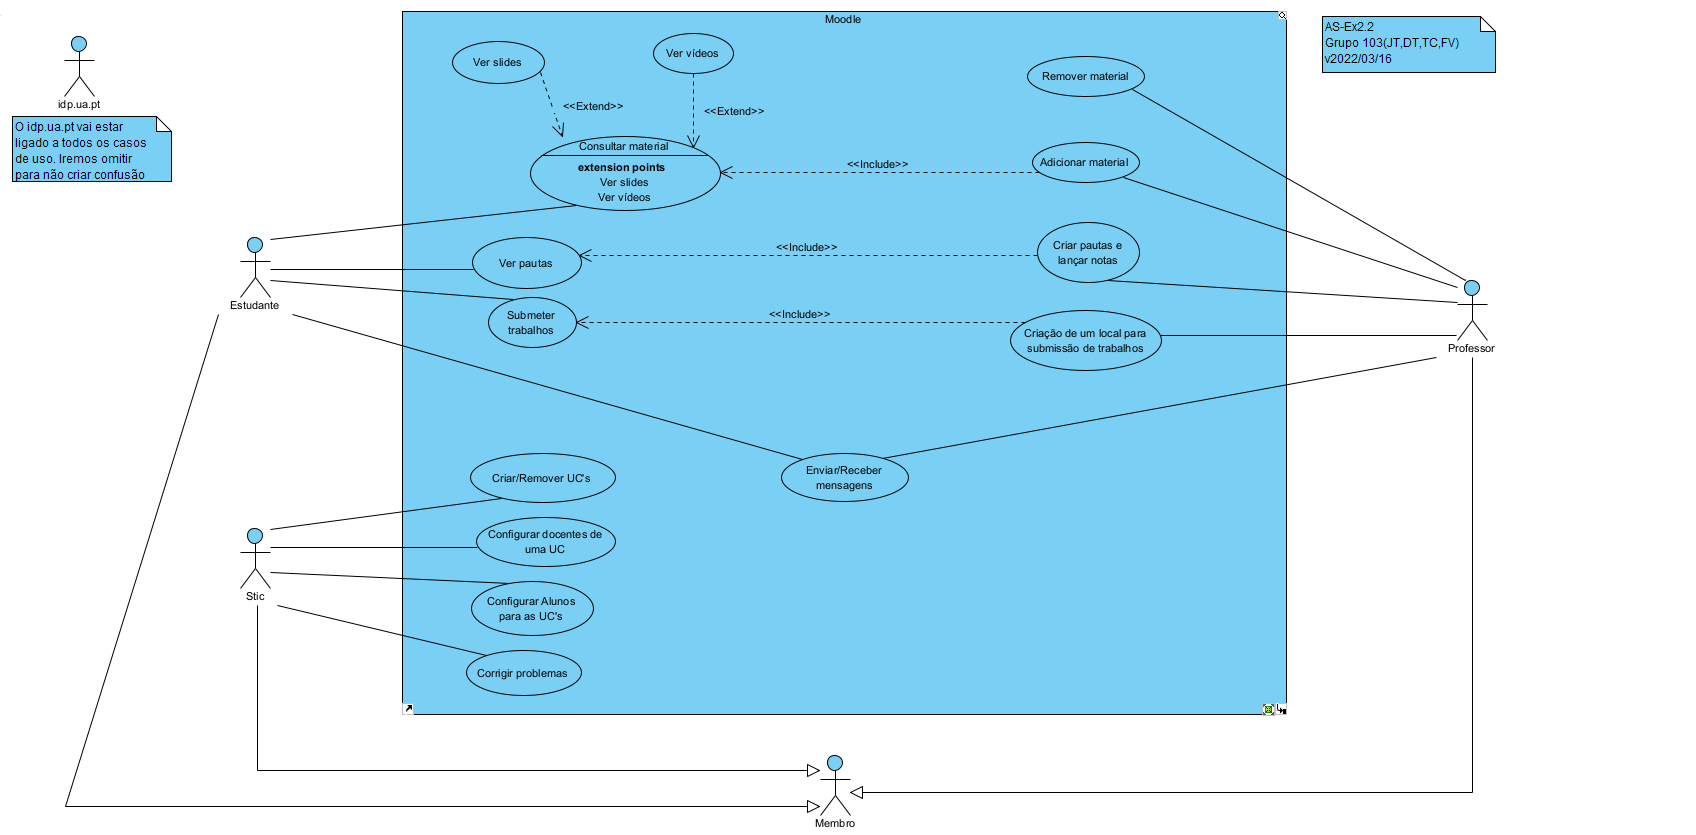 Moodle
AS-Ex2.2
Grupo 103(JT,DT,TC,FV)
v2022/03/16
idp.ua.pt
O idp.ua.pt vai estar
ligado a todos os casos
de uso. Iremos omitir
para não criar confusão
Ver slides
Ver vídeos
Remover material
<<Extend>>
<<Extend>>
Consultar material
extension points
Ver slides
Ver vídeos
<<Include>>
Adicionar material
Estudante
Ver pautas
<<Include>>
Criar pautas e
lançar notas
Submeter
trabalhos
<<Include>>
Criação de um local para
submissão de trabalhos
Professor
Enviar/Receber
mensagens
Criar/Remover UC's
Configurar docentes de
uma UC
Stic
Configurar Alunos
para as UC's
Corrigir problemas
Membro